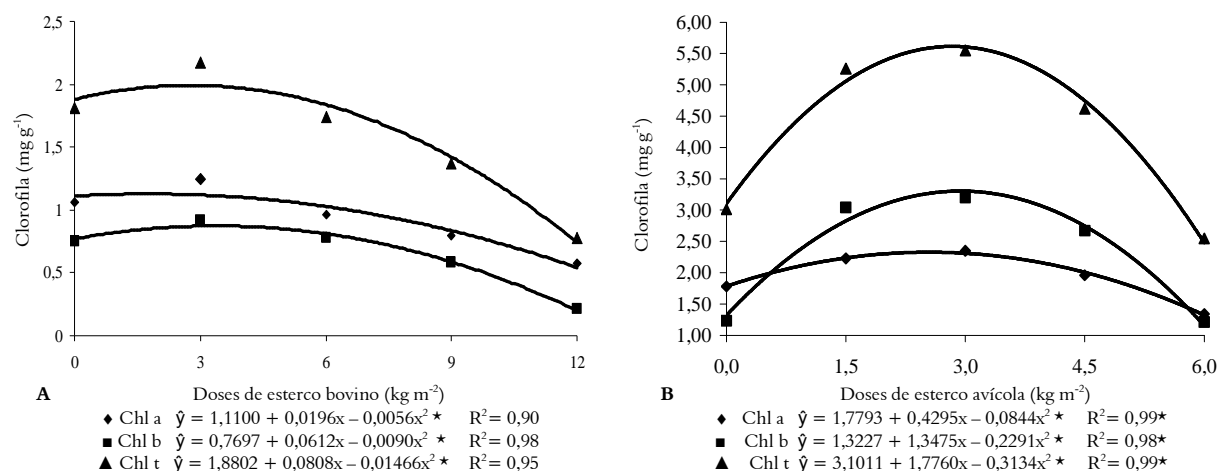 2,5
2
1,5
1
0,5
0
Clorofila (mg g-1)
0 3 6 9 12
Doses de esterco bovino (kg m-2)
A
Chl a ŷ = 1,1100 + 0,0196x – 0,0056x² ★ R² = 0,90
Chl b ŷ = 0,7697 + 0,0612x – 0,0090x² ★ R² = 0,98
Chl t ŷ = 1,8802 + 0,0808x – 0,01466x² ★ R² = 0,95
6,00
5,50
5,00
4,50
4,00
3,50
3,00
2,50
2,00
1,50
1,00
Clorofila (mg g-1)
0,0 1,5 3,0 4,5 6,0
Doses de esterco avícola (kg m-2)
B
Chl a ŷ = 1,7793 + 0,4295x – 0,0844x² ★ R² = 0,99★
Chl b ŷ = 1,3227 + 1,3475x – 0,2291x² ★ R² = 0,98★
Chl t ŷ = 3,1011 + 1,7760x – 0,3134x² ★ R² = 0,99★